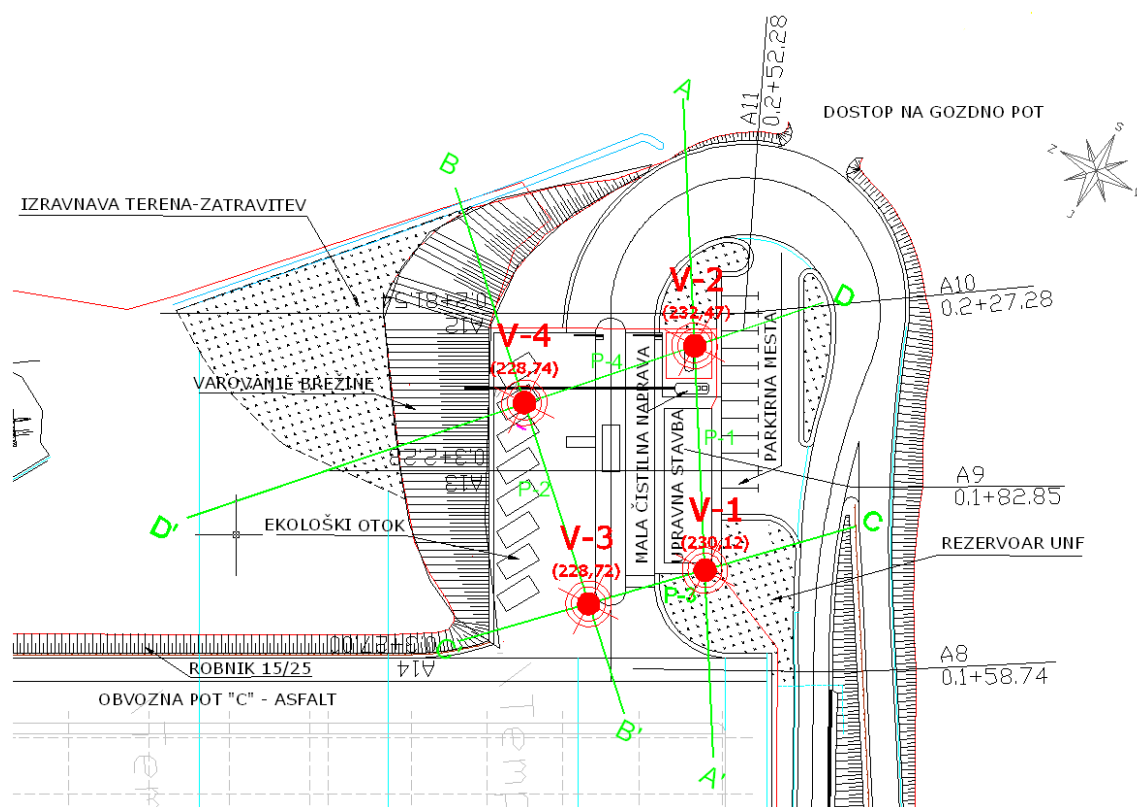 A
A11
0.2+52.28
DOSTOP NA GOZDNO POT
S
Z
V
J
B
IZRAVNAVA TERENA-ZATRAVITEV
V-2
(232,47)
D
A10
0.2+27.28
A12
V-4
(228,74)
P-4
VAROVANJE BREŽINE
MALA ČISTILNA NAPRAVA
UPRAVNA STAVBA
PARKIRNA MESTA
P-1
A13
A9
0.1+82.85
P-2
D'
EKOLOŠKI OTOK
V-1
(230,12)
C
V-3
(228,72)
REZERVOAR UNF
P-3
C'
A14
ROBNIK 15/25
A8
0.1+58.74
OBVOZNA POT "C" - ASFALT
B'
A'